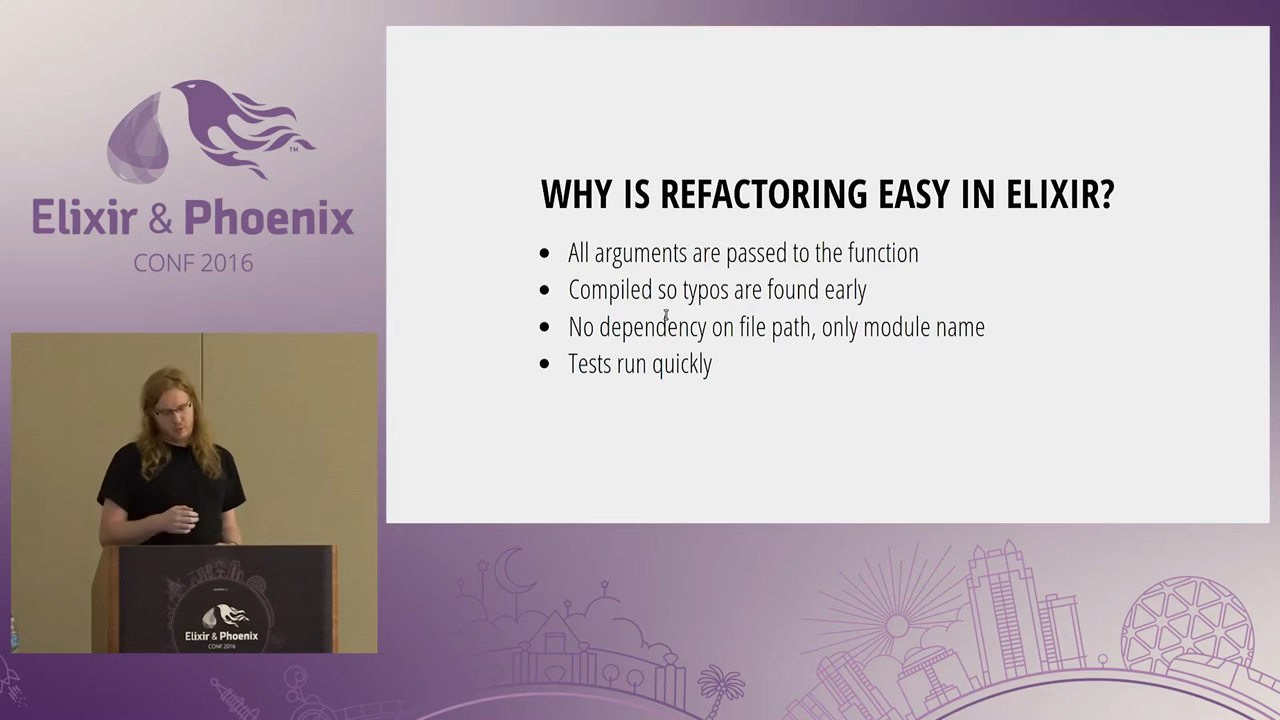 Elixir & Phoenix
CONF 2016
TM
WHY IS REFACTORING EASY IN ELIXIR?
• All arguments are passed to the function
• Compiled so typos are found early
• No dependency on file path, only module name
• Tests run quickly
Elixir & Phoenix
CONF 2016